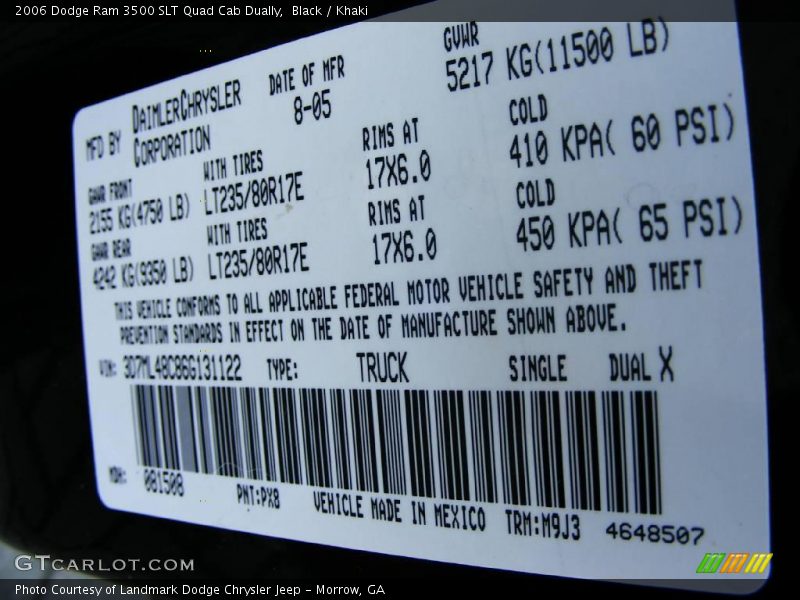 2006 Dodge Ram 3500 SLT Quad Cab Dually, Black / Khaki
MFD BY DAIMLERCHRYSLER CORPORATION
DATE OF MFR 8-05
GVWR 5217 KG(11500 LB)
GAWR FRONT WITH TIRES RIMS AT COLD
2155 KG(4750 LB) LT235/80R17E 17X6.0 410 KPA( 60 PSI)
GAWR REAR WITH TIRES RIMS AT COLD
4242 KG(9350 LB) LT235/80R17E 17X6.0 450 KPA( 65 PSI)
THIS VEHICLE CONFORMS TO ALL APPLICABLE FEDERAL MOTOR VEHICLE SAFETY AND THEFT
PREVENTION STANDARDS IN EFFECT ON THE DATE OF MANUFACTURE SHOWN ABOVE.
VIN: 3D7ML48C86G131122 TYPE: TRUCK SINGLE DUAL X
MDH: 081508 PNT:PX8 VEHICLE MADE IN MEXICO TRM:M9J3 4648507
GTCARLOT.COM
Photo Courtesy of Landmark Dodge Chrysler Jeep - Morrow, GA